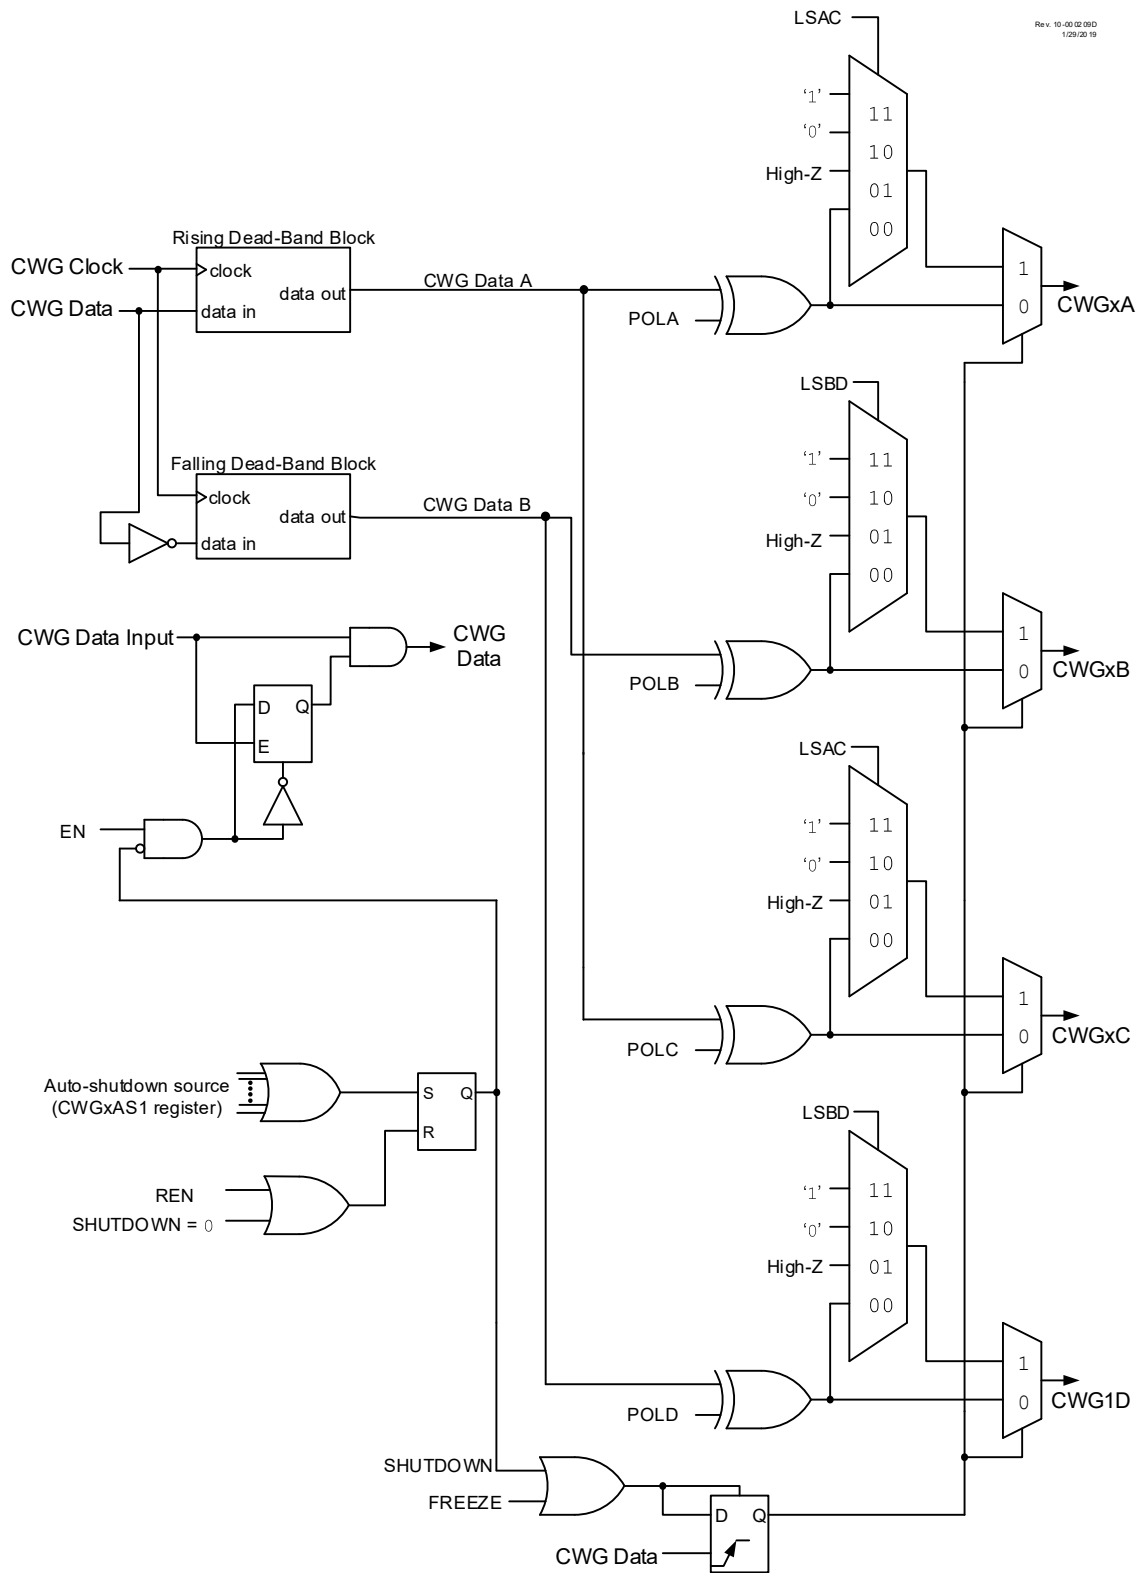 LSAC
Rev. 10-000209D
1/29/2019
‘1’
11
‘0’
10
High-Z
01
00
Rising Dead-Band Block
CWG Clock
clock
CWG Data A
1
data out
CWG Data
data in
POLA
0
CWGxA
LSBD
‘1’
11
Falling Dead-Band Block
clock
CWG Data B
‘0’
10
data out
High-Z
01
data in
00
CWG Data Input
CWG
Data
1
POLB
0
CWGxB
D Q
E
LSAC
EN
‘1’
11
‘0’
10
High-Z
01
00
1
POLC
0
CWGxC
Auto-shutdown source
(CWGxAS1 register)
S Q
R
LSBD
REN
SHUTDOWN = 0
‘1’
11
‘0’
10
High-Z
01
00
1
POLD
0
CWG1D
SHUTDOWN
FREEZE
D Q
CWG Data